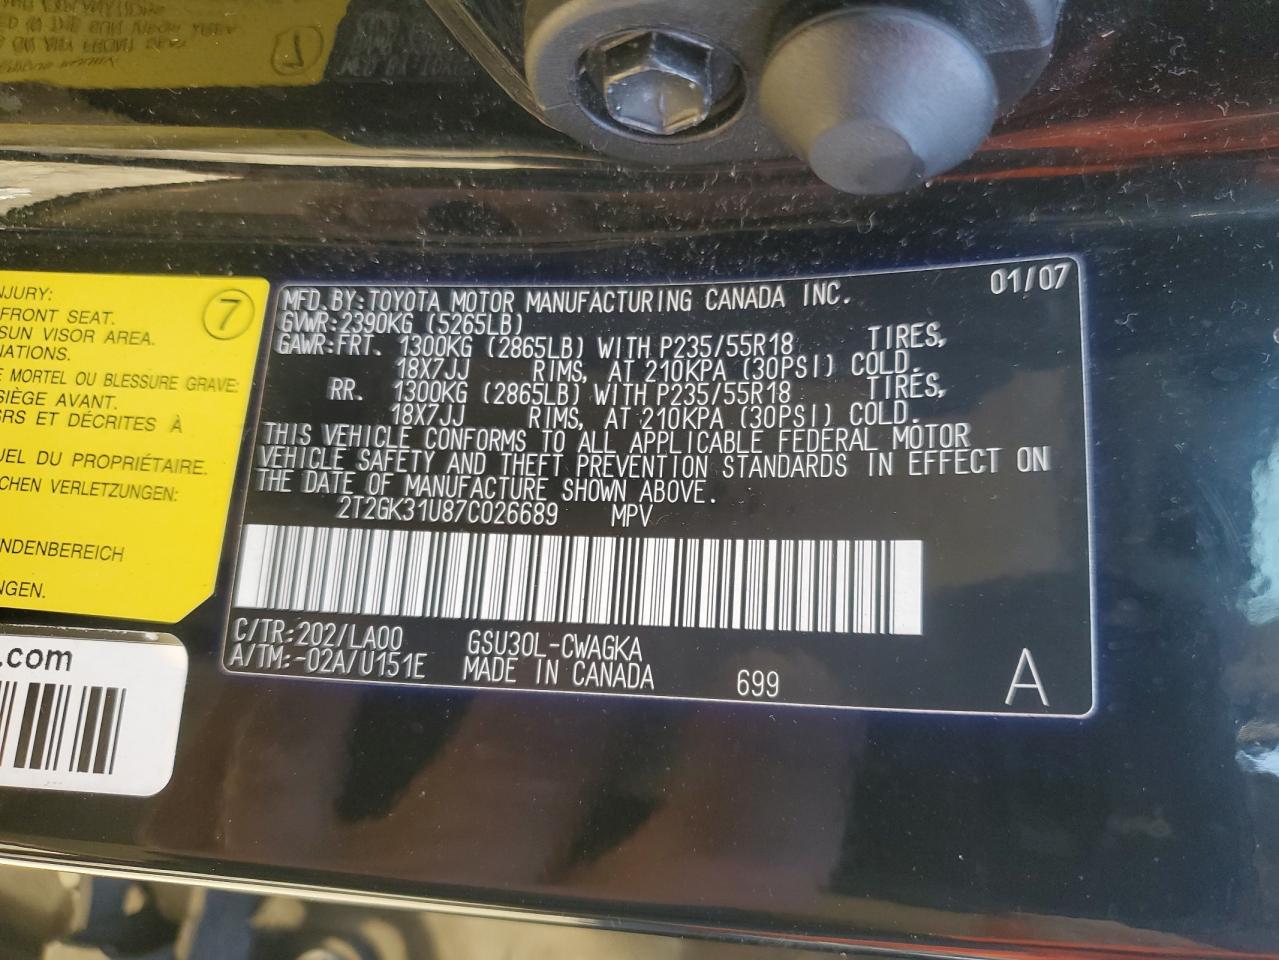 NJURY:
FRONT SEAT.
SUN VISOR AREA.
NATIONS.
E MORTEL OU BLESSURE GRAVE:
SIÈGE AVANT.
RS ET DÉCRITES À
UEL DU PROPRIÉTAIRE.
CHEN VERLETZUNGEN:
NDENBEREICH
NGEN.
7
.com
MFD. BY: TOYOTA MOTOR MANUFACTURING CANADA INC. 01/07
GVWR: 2390KG (5265LB)
GAWR: FRT. 1300KG (2865LB) WITH P235/55R18 TIRES,
18X7JJ RIMS, AT 210KPA (30PSI) COLD.
RR. 1300KG (2865LB) WITH P235/55R18 TIRES,
18X7JJ RIMS, AT 210KPA (30PSI) COLD.
THIS VEHICLE CONFORMS TO ALL APPLICABLE FEDERAL MOTOR
VEHICLE SAFETY AND THEFT PREVENTION STANDARDS IN EFFECT ON
THE DATE OF MANUFACTURE SHOWN ABOVE.
2T2GK31U87C026689 MPV
C/TR: 202/LA00 GSU30L-CWAGKA
A/TM: -02A/U151E MADE IN CANADA 699 A